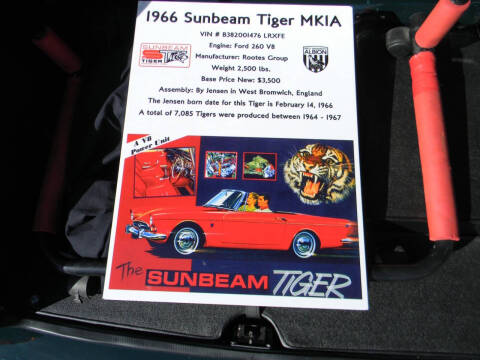 1966 Sunbeam Tiger MKIA
VIN # B382001476 LRXFE
Engine: Ford 260 V8
Manufacturer: Rootes Group
Weight 2,500 lbs.
Base Price New: $3,500
SUNBEAM
TIGER
ALBION
Assembly: By Jensen in West Bromwich, England
The Jensen born date for this Tiger is February 14, 1966
A total of 7,085 Tigers were produced between 1964 - 1967
A V8
Power Unit
The SUNBEAM TIGER